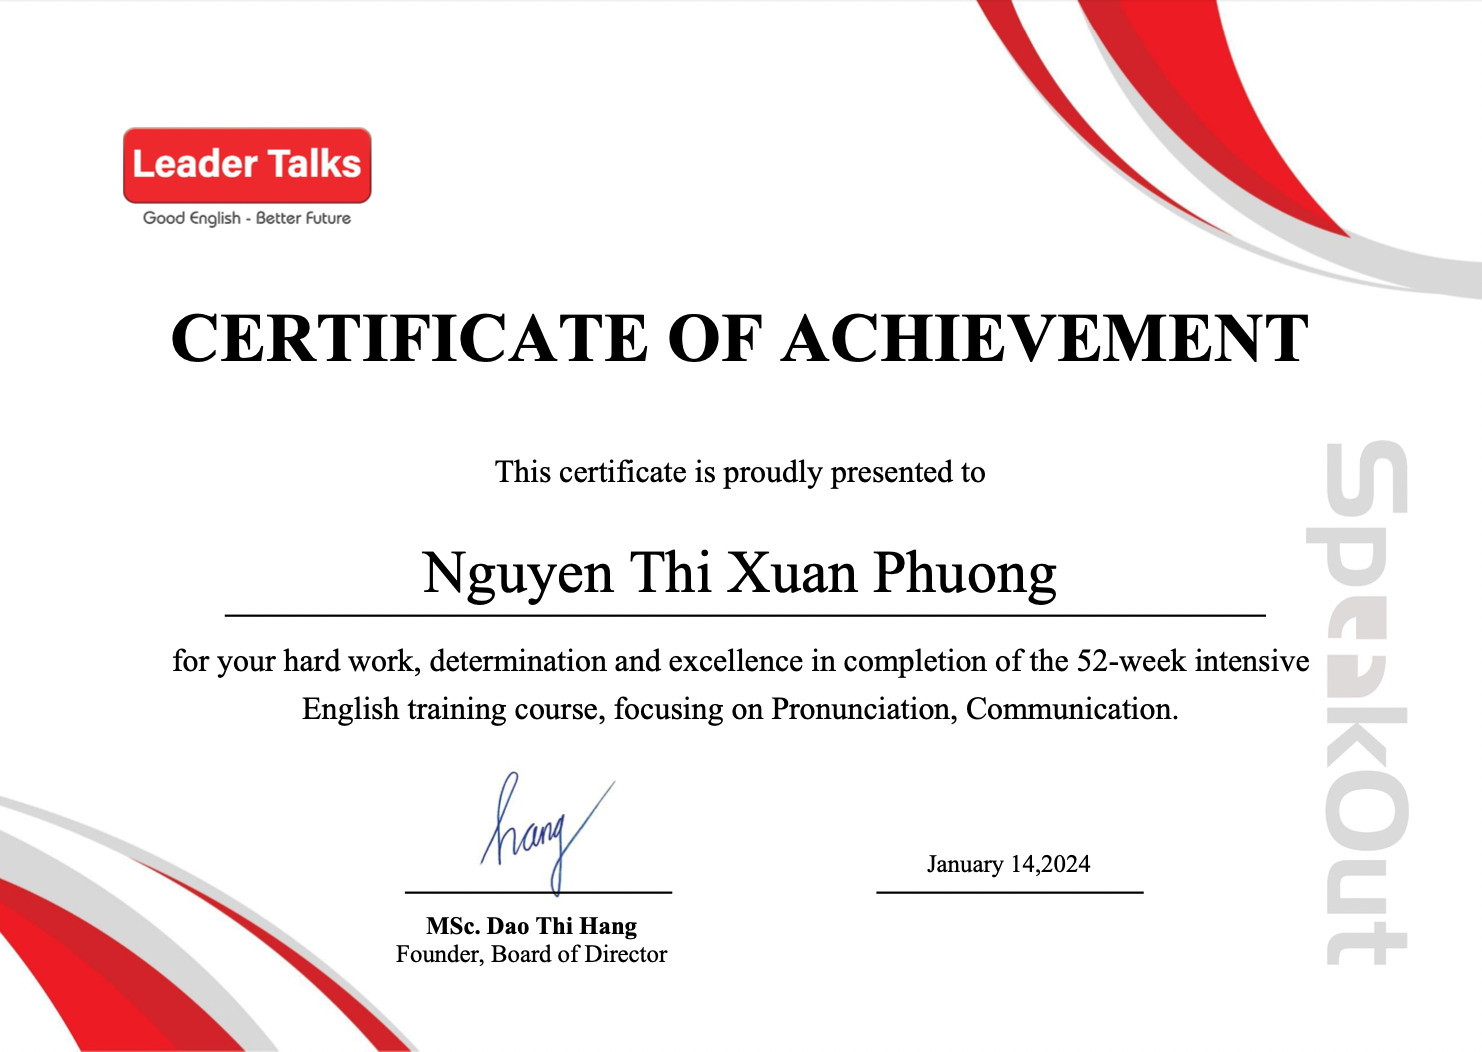 Leader Talks
Good English - Better Future
CERTIFICATE OF ACHIEVEMENT
This certificate is proudly presented to
Nguyen Thi Xuan Phuong
for your hard work, determination and excellence in completion of the 52-week intensive
English training course, focusing on Pronunciation, Communication.
hang
January 14,2024
MSc. Dao Thi Hang
Founder, Board of Director
SpeakOut